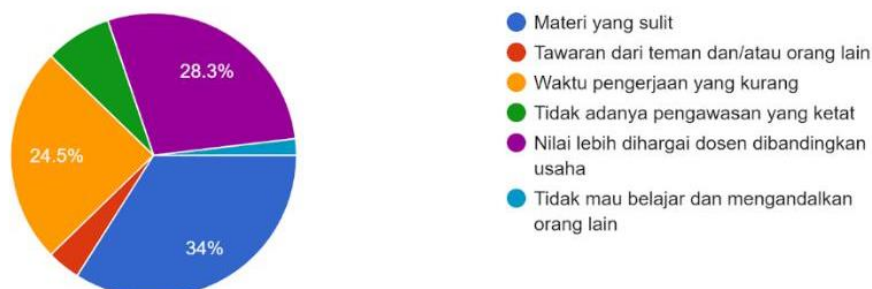 28.3%
24.5%
34%
Materi yang sulit
Tawaran dari teman dan/atau orang lain
Waktu pengerjaan yang kurang
Tidak adanya pengawasan yang ketat
Nilai lebih dihargai dosen dibandingkan
usaha
Tidak mau belajar dan mengandalkan
orang lain